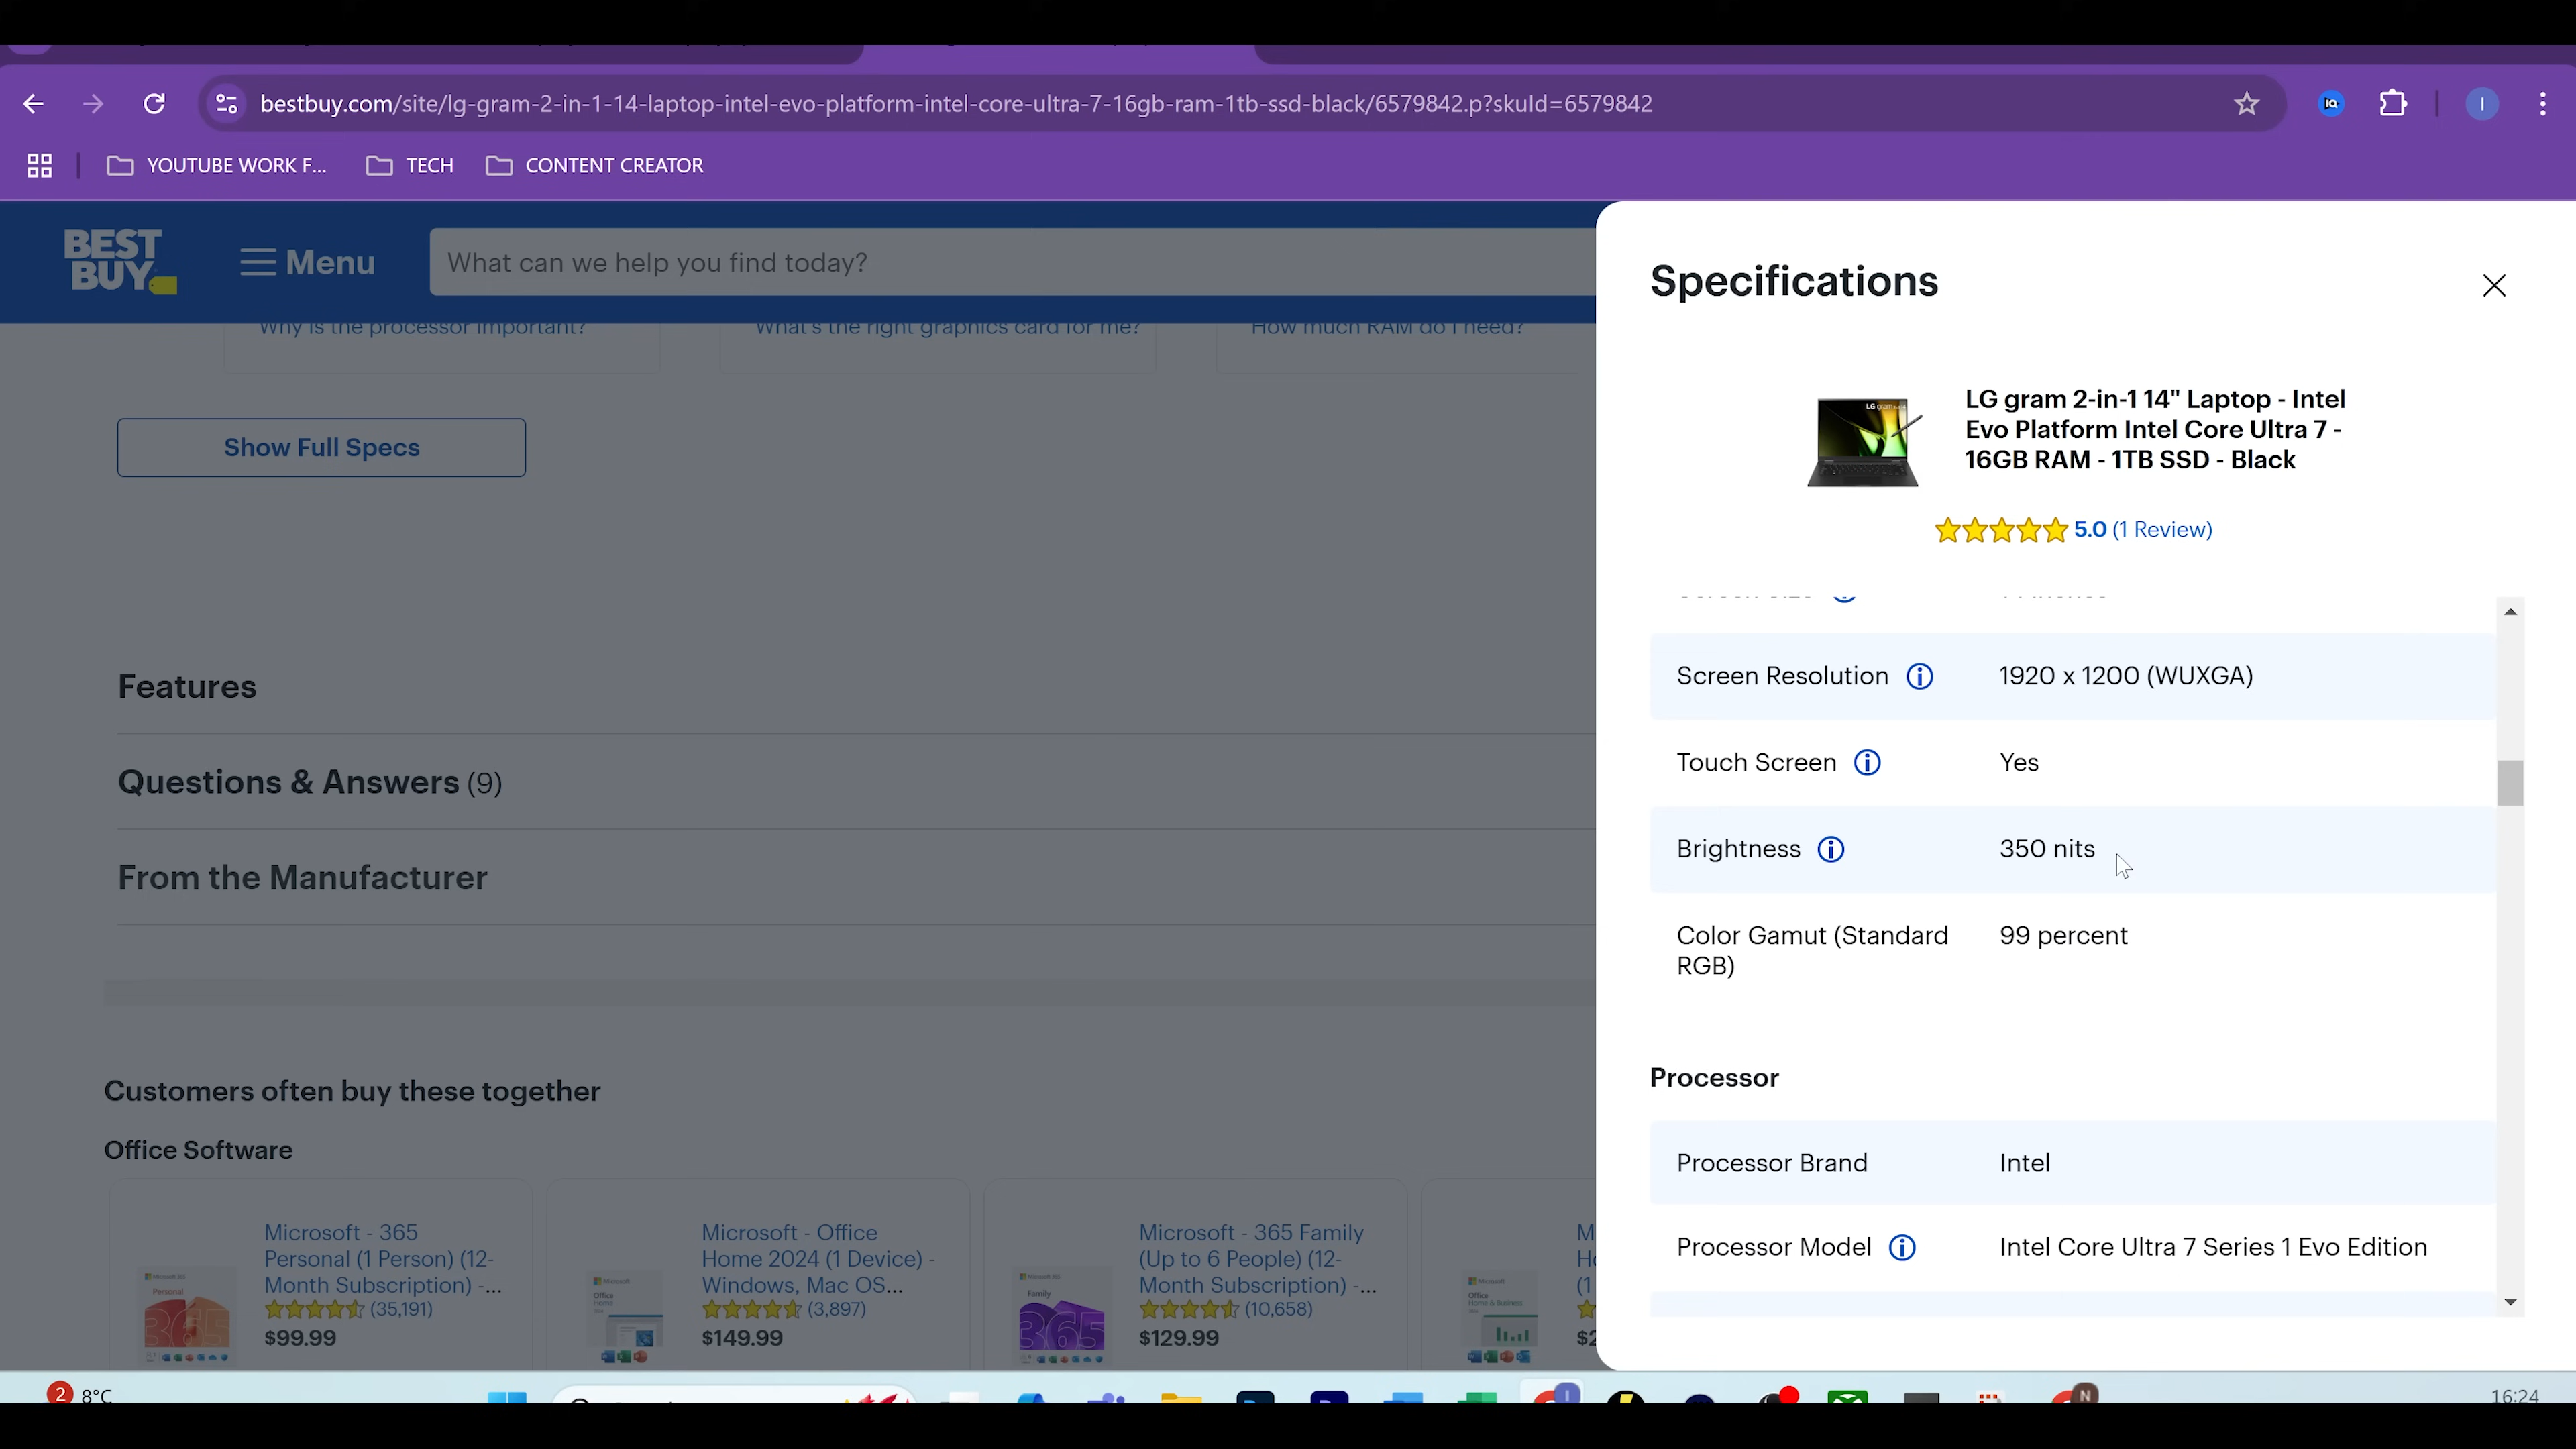 bestbuy.com/site/lg-gram-2-in-1-14-laptop-intel-evo-platform-intel-core-ultra-7-16gb-ram-1tb-ssd-black/6579842.p?skuId=6579842
I
YOUTUBE WORK F...
TECH
CONTENT CREATOR
BEST
BUY
Menu
What can we help you find today?
Why is the processor important?
What's the right graphics card for me?
How much RAM do I need?
Show Full Specs
Features
Questions & Answers (9)
From the Manufacturer
Customers often buy these together
Office Software
Microsoft - 365
Personal (1 Person) (12-
Month Subscription) -...
(35,191)
$99.99
Microsoft - Office
Home 2024 (1 Device) -
Windows, Mac OS...
(3,897)
$149.99
Microsoft - 365 Family
(Up to 6 People) (12-
Month Subscription) -...
(10,658)
$129.99
Specifications
LG gram 2-in-1 14" Laptop - Intel
Evo Platform Intel Core Ultra 7 -
16GB RAM - 1TB SSD - Black
5.0 (1 Review)
Screen Resolution
1920 x 1200 (WUXGA)
Touch Screen
Yes
Brightness
350 nits
Color Gamut (Standard
RGB)
99 percent
Processor
Processor Brand
Intel
Processor Model
Intel Core Ultra 7 Series 1 Evo Edition
2
8°C
16:24